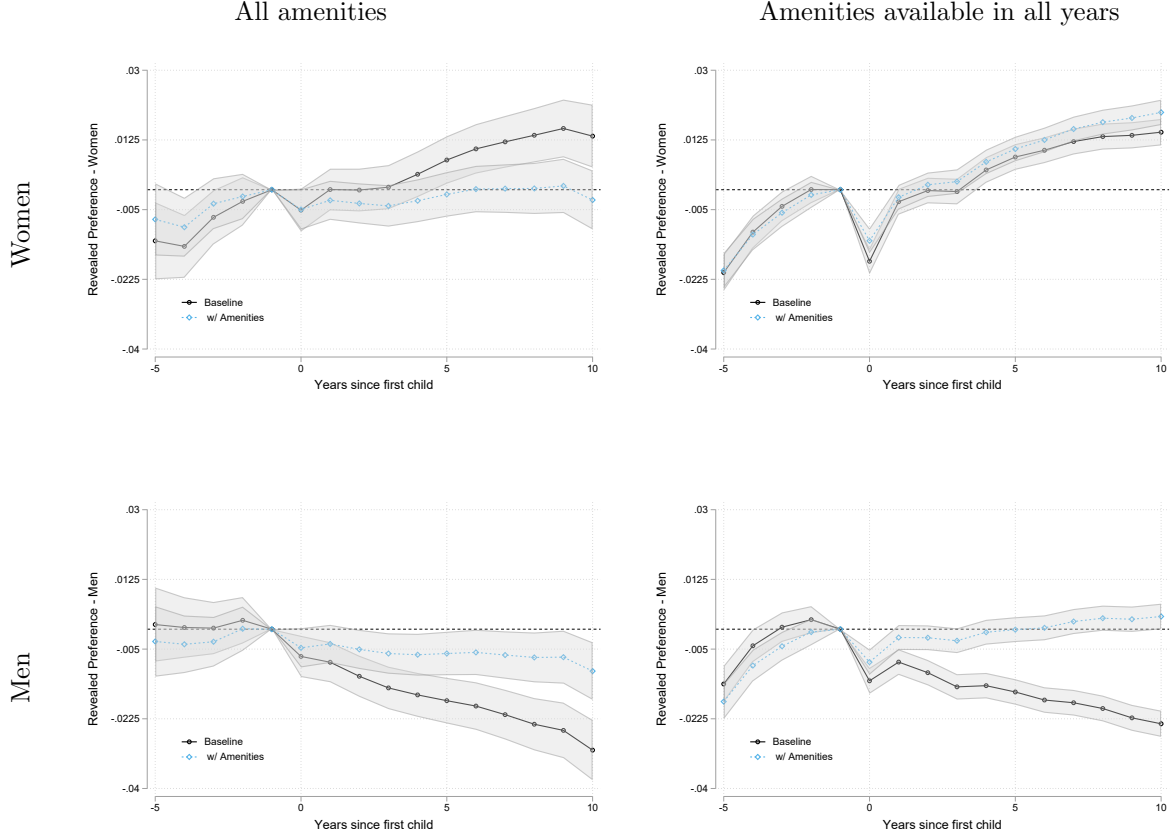 All amenities
Amenities available in all years
Women
Revealed Preference - Women
.03
.0125
-.005
-.0225
-.04
Baseline
w/ Amenities
-5
0
5
10
Years since first child
Revealed Preference - Women
.03
.0125
-.005
-.0225
-.04
Baseline
w/ Amenities
-5
0
5
10
Years since first child
Men
Revealed Preference - Men
.03
.0125
-.005
-.0225
-.04
Baseline
w/ Amenities
-5
0
5
10
Years since first child
Revealed Preference - Men
.03
.0125
-.005
-.0225
-.04
Baseline
w/ Amenities
-5
0
5
10
Years since first child